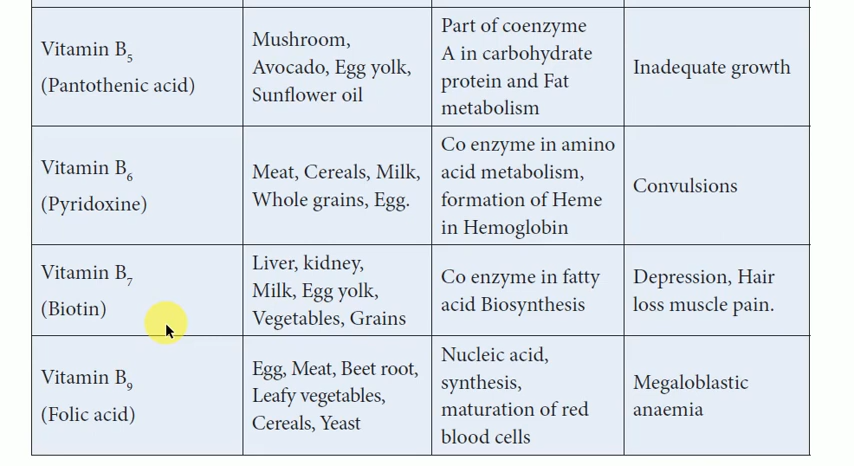 Vitamin B5
(Pantothenic acid)
Mushroom,
Avocado, Egg yolk,
Sunflower oil
Part of coenzyme
A in carbohydrate
protein and Fat
metabolism
Inadequate growth
Vitamin B6
(Pyridoxine)
Meat, Cereals, Milk,
Whole grains, Egg.
Co enzyme in amino
acid metabolism,
formation of Heme
in Hemoglobin
Convulsions
Vitamin B7
(Biotin)
Liver, kidney,
Milk, Egg yolk,
Vegetables, Grains
Co enzyme in fatty
acid Biosynthesis
Depression, Hair
loss muscle pain.
Vitamin B9
(Folic acid)
Egg, Meat, Beet root,
Leafy vegetables,
Cereals, Yeast
Nucleic acid,
synthesis,
maturation of red
blood cells
Megaloblastic
anaemia